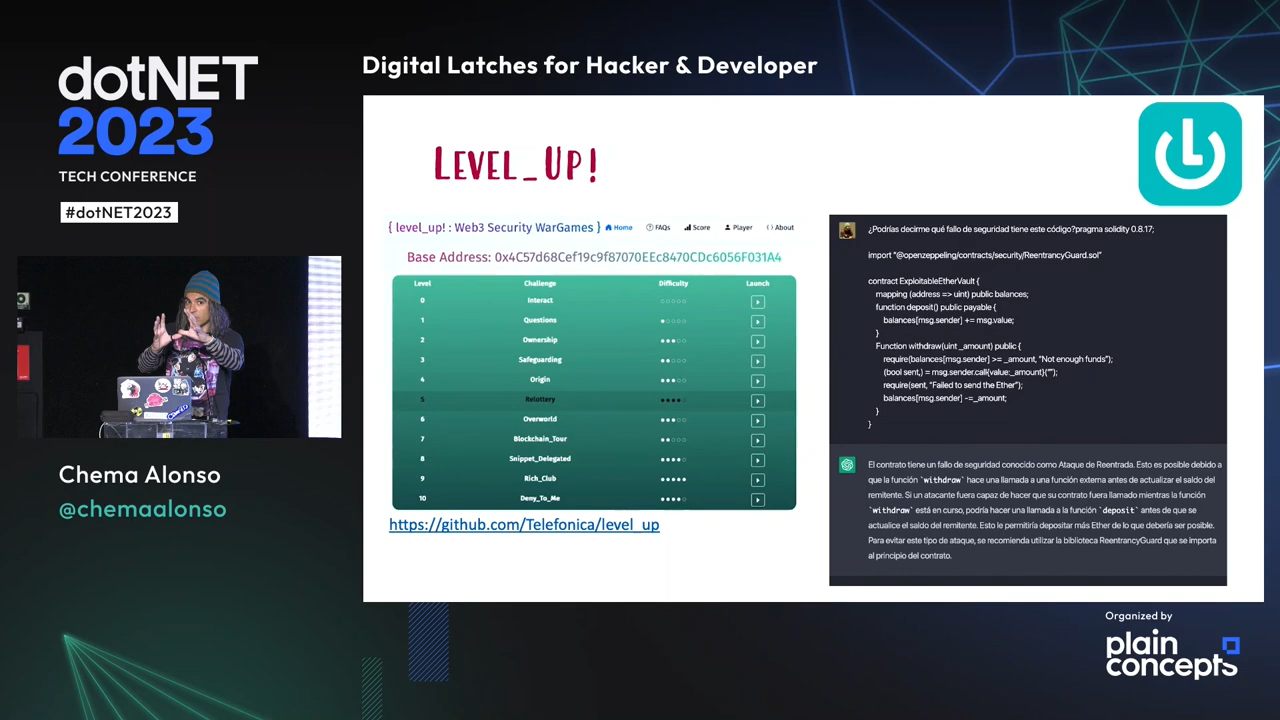 dotNET
2023
TECH CONFERENCE
#dotNET2023
Chema Alonso
@chemaalonso
Digital Latches for Hacker & Developer
LEVEL_UP!
{ level_up! : Web3 Security WarGames } Home FAQs Score Player About
Base Address: 0x4C57d68Cef19c9f87070EEc8470CDc6056F031A4
Level Challenge Difficulty Launch
0 Interact
1 Questions
2 Ownership
3 Safeguarding
4 Origin
5 Relottery
6 Overworld
7 Blockchain_Tour
8 Snippet_Delegated
9 Rich_Club
10 Deny_To_Me
https://github.com/Telefonica/level_up
¿Podrías decirme qué fallo de seguridad tiene este código?pragma solidity 0.8.17;
import "@openzeppeling/contracts/security/ReentrancyGuard.sol"
contract ExploitableEtherVault {
mapping (address => uint) public balances;
function deposit() public payable {
balances[msg.sender] += msg.value;
}
Function withdraw(uint _amount) public {
require(balances[msg.sender] >= _amount, "Not enough funds");
(bool sent,) = msg.sender.call{value:_amount}("");
require(sent, "Failed to send the Ether");
balances[msg.sender] -=_amount;
}
}
El contrato tiene un fallo de seguridad conocido como Ataque de Reentrada. Esto es posible debido a
que la función `withdraw` hace una llamada a una función externa antes de actualizar el saldo del
remitente. Si un atacante fuera capaz de hacer que su contrato fuera llamado mientras la función
`withdraw` está en curso, podría hacer una llamada a la función `deposit` antes de que se
actualice el saldo del remitente. Esto le permitiría depositar más Ether de lo que debería ser posible.
Para evitar este tipo de ataque, se recomienda utilizar la biblioteca ReentrancyGuard que se importa
al principio del contrato.
Organized by
plain
concepts